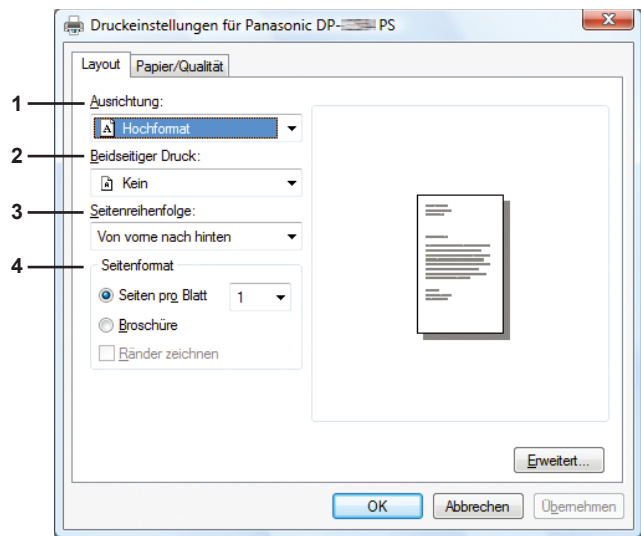 Druckeinstellungen für Panasonic DP- PS
Layout Papier/Qualität
1 Ausrichtung:
Hochformat
2 Beidseitiger Druck:
Kein
3 Seitenreihenfolge:
Von vorne nach hinten
4 Seitenformat
Seiten pro Blatt 1
Broschüre
Ränder zeichnen
Erweitert...
OK Abbrechen Übernehmen